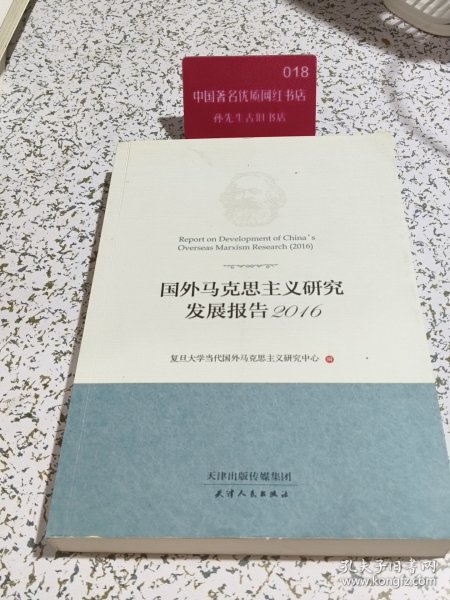 018
中国著名优质网红书店
孙先生古旧书店
Report on Development of China's
Overseas Marxism Research (2016)
国外马克思主义研究
发展报告2016
复旦大学当代国外马克思主义研究中心
天津出版传媒集团
天津人民出版社
孔夫子旧书网
www.kongfz.com